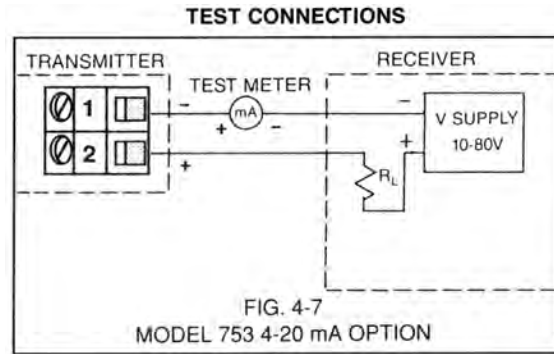 TEST CONNECTIONS
TRANSMITTER
RECEIVER
TEST METER
1
2
−
mA
+
−
−
+
V SUPPLY
10-80V
+
RL
FIG. 4-7
MODEL 753 4-20 mA OPTION